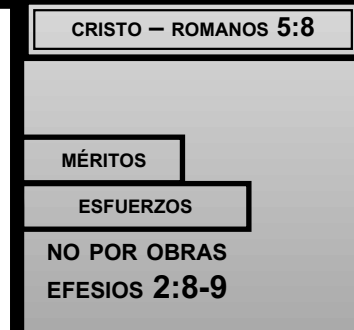 CRISTO – ROMANOS 5:8
MÉRITOS
ESFUERZOS
NO POR OBRAS
EFESIOS 2:8-9